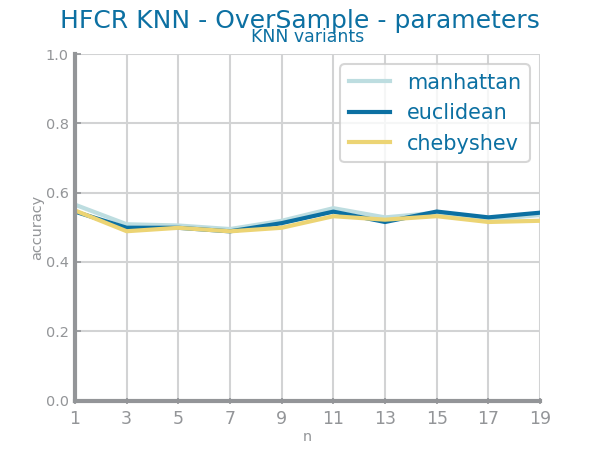 HFCR KNN - OverSample - parameters
KNN variants
manhattan
euclidean
chebyshev
accuracy
1.0
0.8
0.6
0.4
0.2
0.0
1 3 5 7 9 11 13 15 17 19
n